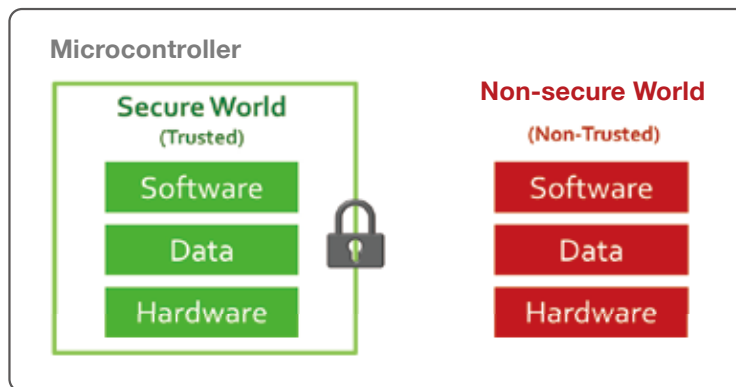 Microcontroller
Secure World
(Trusted)
Software
Data
Hardware
Non-secure World
(Non-Trusted)
Software
Data
Hardware